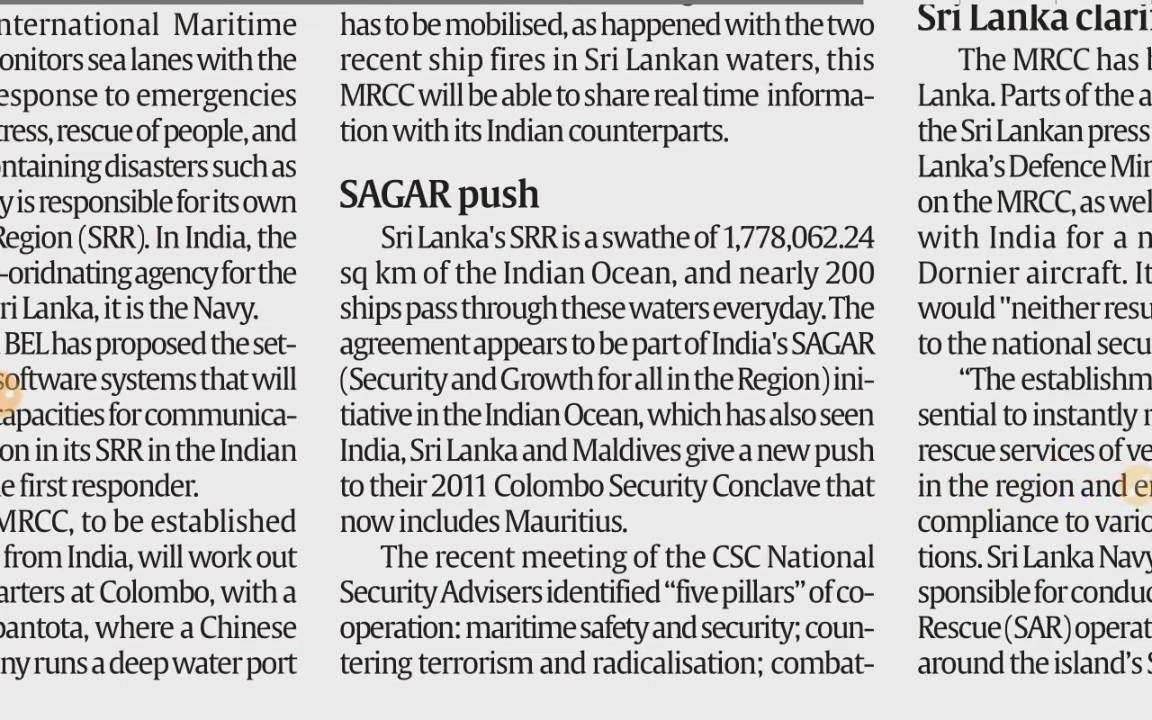 nternational Maritime
onitors sea lanes with the
esponse to emergencies
tress, rescue of people, and
ontaining disasters such as
y is responsible for its own
Region (SRR). In India, the
-oridnating agency for the
ri Lanka, it is the Navy.
BEL has proposed the set-
software systems that will
capacities for communica-
on in its SRR in the Indian
e first responder.
MRCC, to be established
from India, will work out
arters at Colombo, with a
bantota, where a Chinese
ny runs a deep water port
has to be mobilised, as happened with the two
recent ship fires in Sri Lankan waters, this
MRCC will be able to share real time informa-
tion with its Indian counterparts.
SAGAR push
Sri Lanka's SRR is a swathe of 1,778,062.24
sq km of the Indian Ocean, and nearly 200
ships pass through these waters everyday. The
agreement appears to be part of India's SAGAR
(Security and Growth for all in the Region) ini-
tiative in the Indian Ocean, which has also seen
India, Sri Lanka and Maldives give a new push
to their 2011 Colombo Security Conclave that
now includes Mauritius.
The recent meeting of the CSC National
Security Advisers identified “five pillars” of co-
operation: maritime safety and security; coun-
tering terrorism and radicalisation; combat-
Sri Lanka clari
The MRCC has b
Lanka. Parts of the a
the Sri Lankan press
Lanka’s Defence Min
on the MRCC, as wel
with India for a n
Dornier aircraft. It
would "neither resu
to the national secu
“The establishm
sential to instantly r
rescue services of ve
in the region and e
compliance to vario
tions. Sri Lanka Navy
sponsible for conduc
Rescue (SAR) operat
around the island’s S